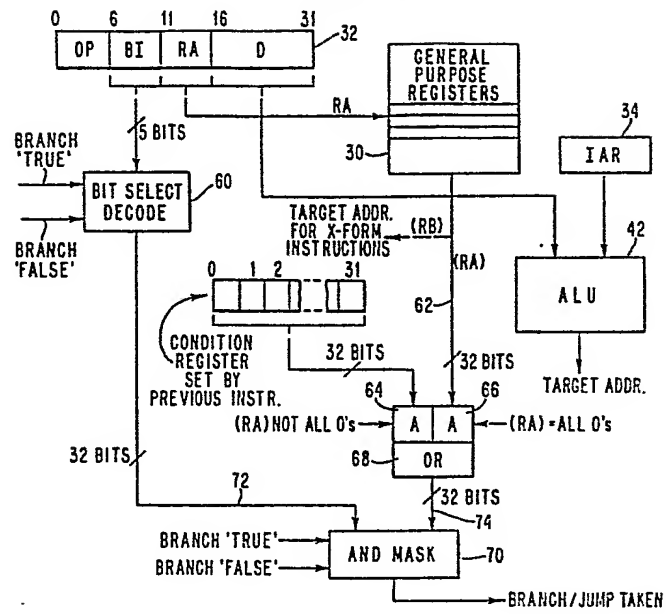 0 6 11 16 31
OP BI RA D
32
GENERAL
PURPOSE
REGISTERS
RA
30
34
IAR
5 BITS
BRANCH
'TRUE'
BIT SELECT
DECODE
60
BRANCH
'FALSE'
TARGET ADDR.
FOR X-FORM
INSTRUCTIONS
(RB)
(RA)
42
ALU
0 1 2 31
62
CONDITION
REGISTER
SET BY
PREVIOUS INSTR.
32 BITS
32 BITS
TARGET ADDR.
64 66
(RA) NOT ALL 0's
A A
(RA) = ALL 0's
68 OR
32 BITS
32 BITS
72
74
BRANCH 'TRUE'
BRANCH 'FALSE'
AND MASK
70
BRANCH/JUMP TAKEN